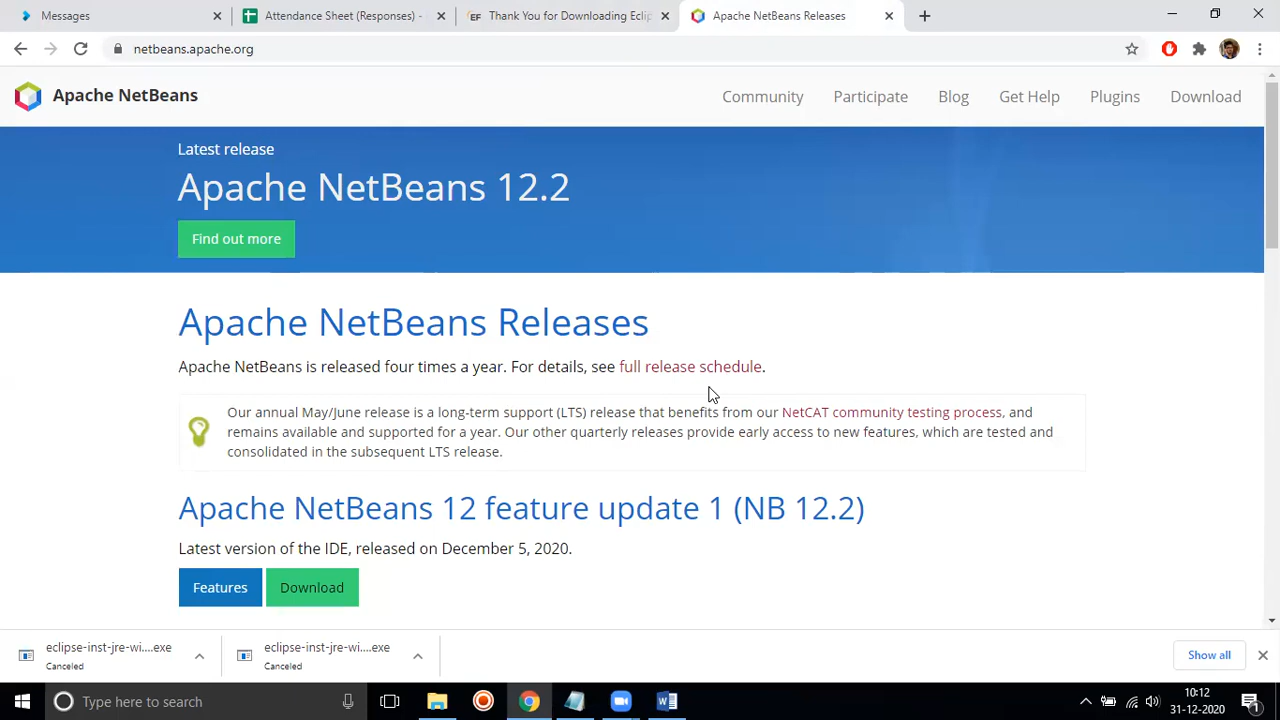 Messages
Attendance Sheet (Responses) -
Thank You for Downloading Eclip
Apache NetBeans Releases
netbeans.apache.org
Apache NetBeans
Community
Participate
Blog
Get Help
Plugins
Download
Latest release
Apache NetBeans 12.2
Find out more
Apache NetBeans Releases
Apache NetBeans is released four times a year. For details, see full release schedule.
Our annual May/June release is a long-term support (LTS) release that benefits from our NetCAT community testing process, and
remains available and supported for a year. Our other quarterly releases provide early access to new features, which are tested and
consolidated in the subsequent LTS release.
Apache NetBeans 12 feature update 1 (NB 12.2)
Latest version of the IDE, released on December 5, 2020.
Features
Download
eclipse-inst-jre-wi....exe
Canceled
eclipse-inst-jre-wi....exe
Canceled
Show all
Type here to search
10:12
31-12-2020